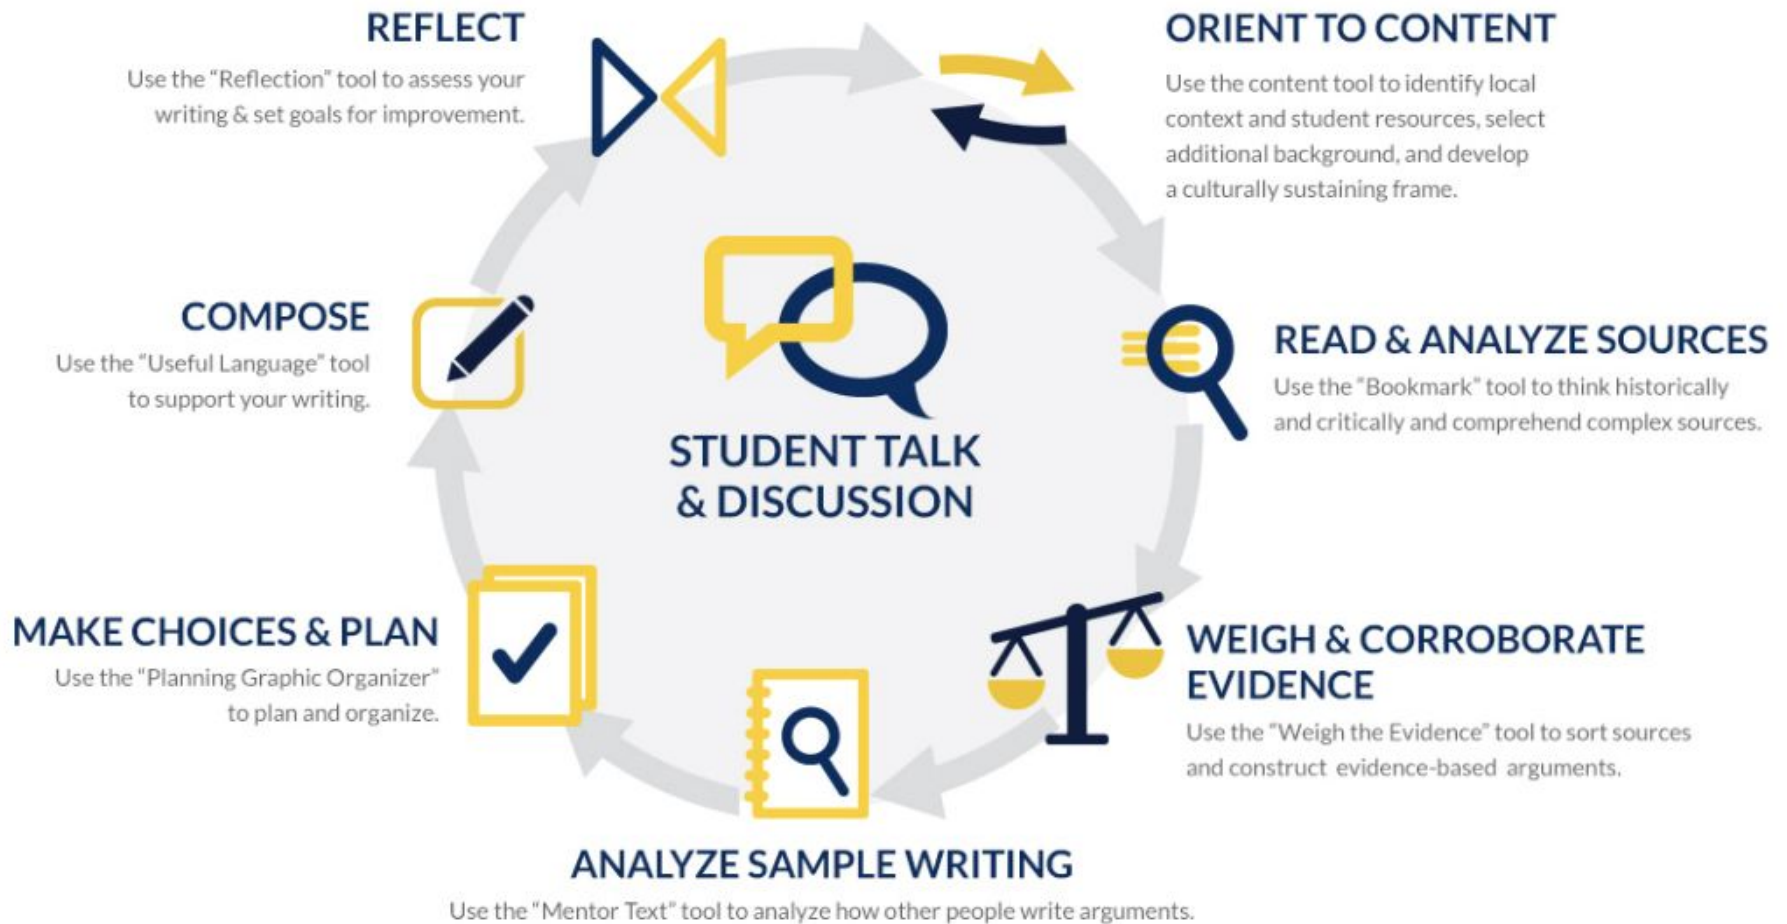 REFLECT
Use the “Reflection” tool to assess your
writing & set goals for improvement.
ORIENT TO CONTENT
Use the content tool to identify local
context and student resources, select
additional background, and develop
a culturally sustaining frame.
COMPOSE
Use the “Useful Language” tool
to support your writing.
STUDENT TALK
& DISCUSSION
READ & ANALYZE SOURCES
Use the “Bookmark” tool to think historically
and critically and comprehend complex sources.
MAKE CHOICES & PLAN
Use the “Planning Graphic Organizer”
to plan and organize.
WEIGH & CORROBORATE
EVIDENCE
Use the “Weigh the Evidence” tool to sort sources
and construct evidence-based arguments.
ANALYZE SAMPLE WRITING
Use the “Mentor Text” tool to analyze how other people write arguments.